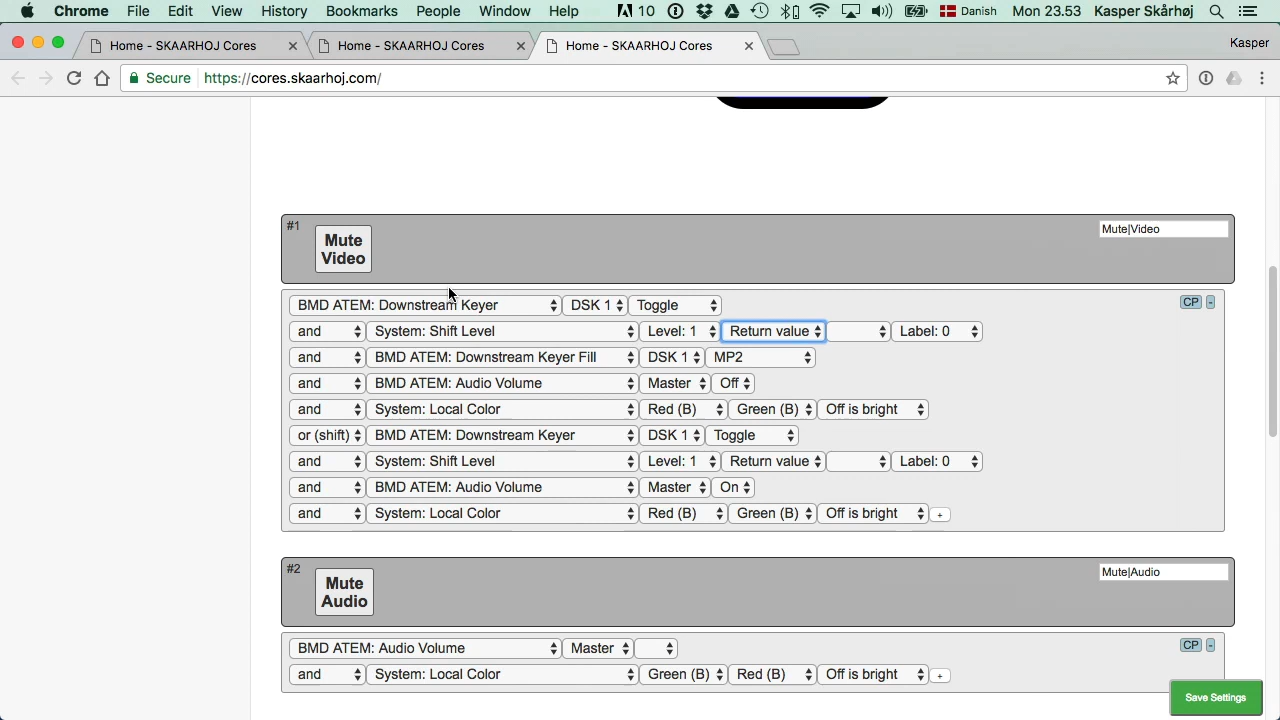 Chrome File Edit View History Bookmarks People Window Help 10 Danish Mon 23.53 Kasper Skårhøj
Home - SKAARHOJ Cores Home - SKAARHOJ Cores Home - SKAARHOJ Cores Kasper
Secure https://cores.skaarhoj.com/
#1 Mute Video Mute|Video
BMD ATEM: Downstream Keyer DSK 1 Toggle CP -
and System: Shift Level Level: 1 Return value Label: 0
and BMD ATEM: Downstream Keyer Fill DSK 1 MP2
and BMD ATEM: Audio Volume Master Off
and System: Local Color Red (B) Green (B) Off is bright
or (shift) BMD ATEM: Downstream Keyer DSK 1 Toggle
and System: Shift Level Level: 1 Return value Label: 0
and BMD ATEM: Audio Volume Master On
and System: Local Color Red (B) Green (B) Off is bright +
#2 Mute Audio Mute|Audio
BMD ATEM: Audio Volume Master CP -
and System: Local Color Green (B) Red (B) Off is bright +
Save Settings